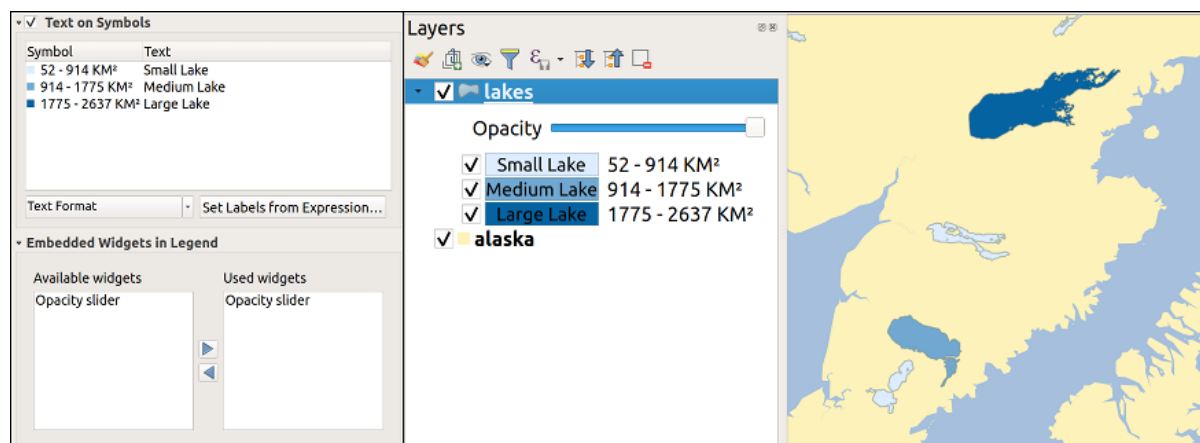 Text on Symbols
Symbol Text
52 - 914 KM² Small Lake
914 - 1775 KM² Medium Lake
1775 - 2637 KM² Large Lake
Text Format
Set Labels from Expression...
Embedded Widgets in Legend
Available widgets
Used widgets
Opacity slider
Opacity slider
Layers
lakes
Opacity
Small Lake 52 - 914 KM²
Medium Lake 914 - 1775 KM²
Large Lake 1775 - 2637 KM²
alaska